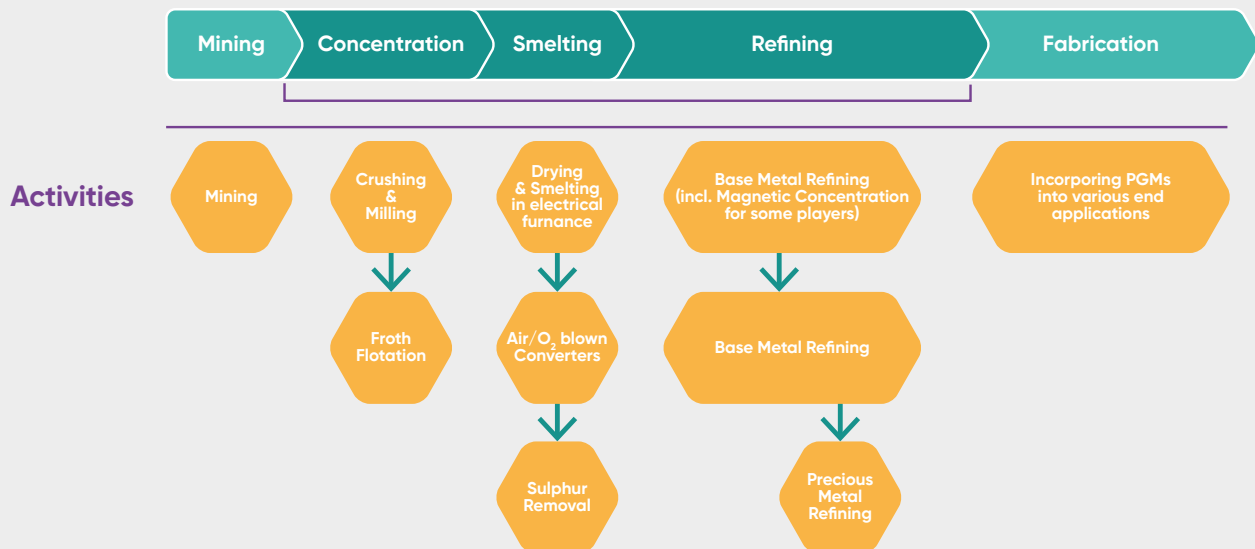 Mining
Concentration
Smelting
Refining
Fabrication
Activities
Mining
Crushing
&
Milling
Drying
& Smelting
in electrical
furnance
Base Metal Refining
(incl. Magnetic Concentration
for some players)
Incorporing PGMs
into various end
applications
Froth
Flotation
Air/O₂ blown
Converters
Base Metal Refining
Sulphur
Removal
Precious
Metal
Refining